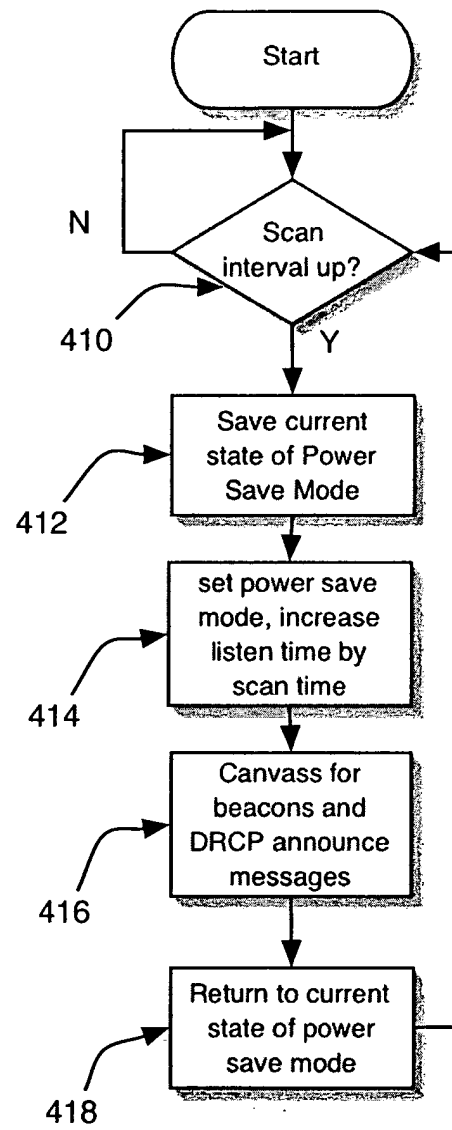 Start
N
Scan
interval up?
410
Y
Save current
state of Power
Save Mode
412
set power save
mode, increase
listen time by
scan time
414
Canvass for
beacons and
DRCP announce
messages
416
Return to current
state of power
save mode
418